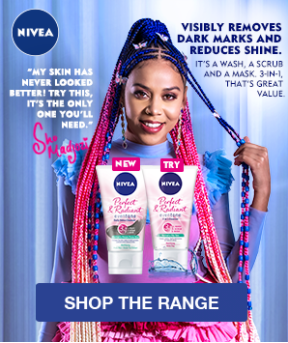 NIVEA
VISIBLY REMOVES
DARK MARKS AND
REDUCES SHINE.
IT'S A WASH, A SCRUB
AND A MASK. 3-IN-1,
THAT'S GREAT
VALUE.
"MY SKIN HAS
NEVER LOOKED
BETTER! TRY THIS,
IT'S THE ONLY
ONE YOU'LL
NEED."
Sho
Madjozi
NEW
TRY
NIVEA
NIVEA
Perfect
& Radiant
Perfect
& Radiant
SHOP THE RANGE